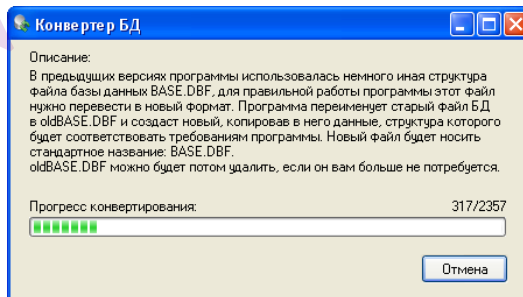 Конвертер БД
Описание:
В предыдущих версиях программы использовалась немного иная структура
файла базы данных BASE.DBF, для правильной работы программы этот файл
нужно перевести в новый формат. Программа переименует старый файл БД
в oldBASE.DBF и создаст новый, копировав в него данные, структура которого
будет соответствовать требованиям программы. Новый файл будет носить
стандартное название: BASE.DBF.
oldBASE.DBF можно будет потом удалить, если он вам больше не потребуется.
Прогресс конвертирования: 317/2357
Отмена